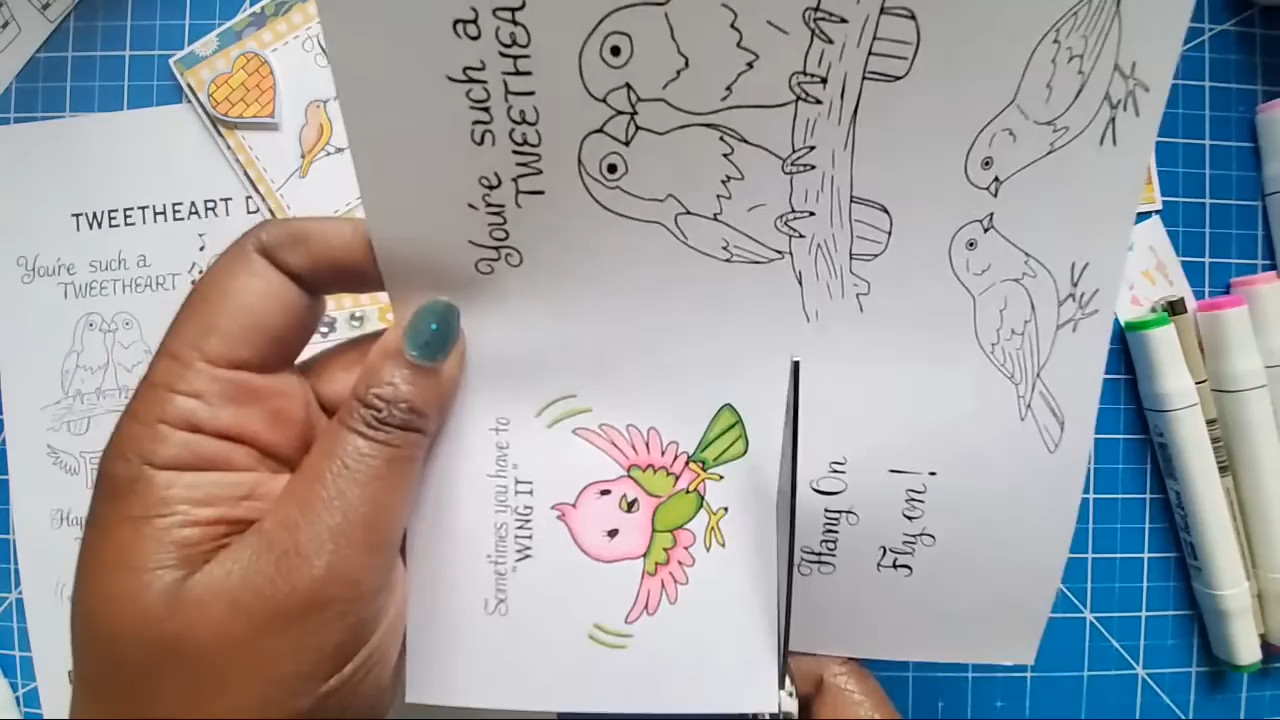 TWEETHEART D
You're such a
TWEETHEART
You're such a
TWEETHEA
Sometimes you have to
"WING IT"
Hang On
Fly on!